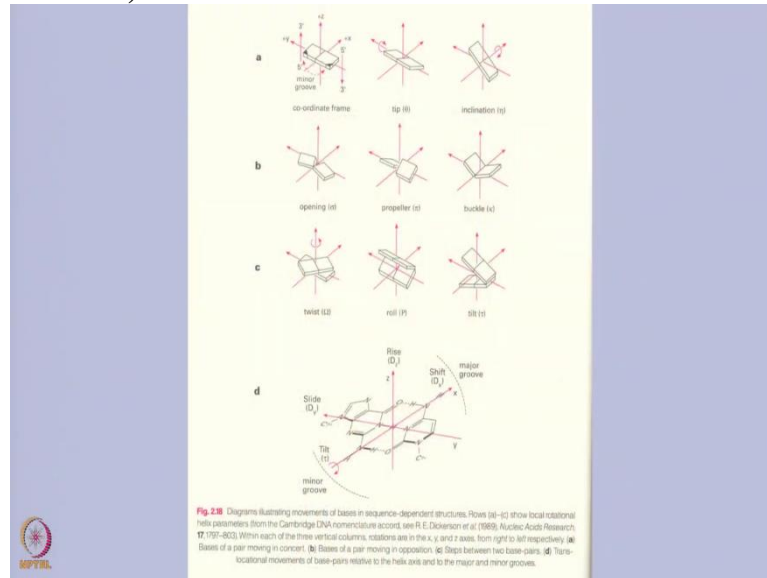 +z
3'
+y
+x
5'
a
5'
minor
groove
3'
co-ordinate frame
tip (θ)
inclination (η)
b
opening (σ)
propeller (π)
buckle (κ)
c
twist (Ω)
roll (P)
tilt (τ)
Rise
(Dz)
z
Shift
(Dx)
major
groove
x
d
Slide
(Dy)
y
Tilt
(τ)
minor
groove
Fig. 2.18 Diagrams illustrating movements of bases in sequence-dependent structures. Rows (a)–(c) show local rotational
helix parameters (from the Cambridge DNA nomenclature accord, see R. E. Dickerson et al. (1989), Nucleic Acids Research,
17, 1797–803). Within each of the three vertical columns, rotations are in the x, y, and z axes, from right to left respectively. (a)
Bases of a pair moving in concert. (b) Bases of a pair moving in opposition. (c) Steps between two base-pairs. (d) Trans-
locational movements of base-pairs relative to the helix axis and to the major and minor grooves.
NPTEL